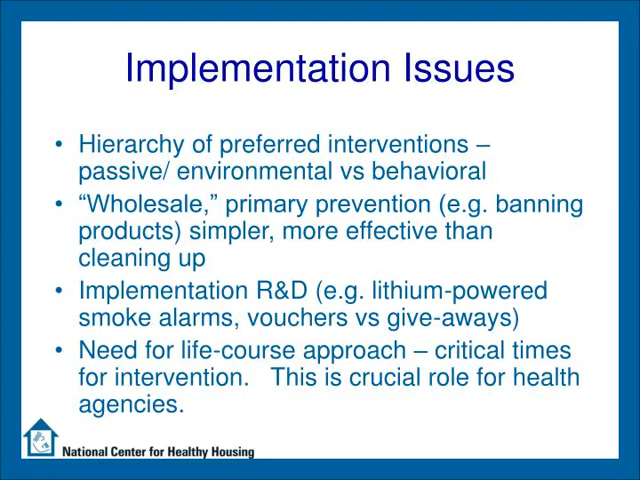 Implementation Issues
• Hierarchy of preferred interventions –
passive/ environmental vs behavioral
• “Wholesale,” primary prevention (e.g. banning
products) simpler, more effective than
cleaning up
• Implementation R&D (e.g. lithium-powered
smoke alarms, vouchers vs give-aways)
• Need for life-course approach – critical times
for intervention.   This is crucial role for health
agencies.
National Center for Healthy Housing